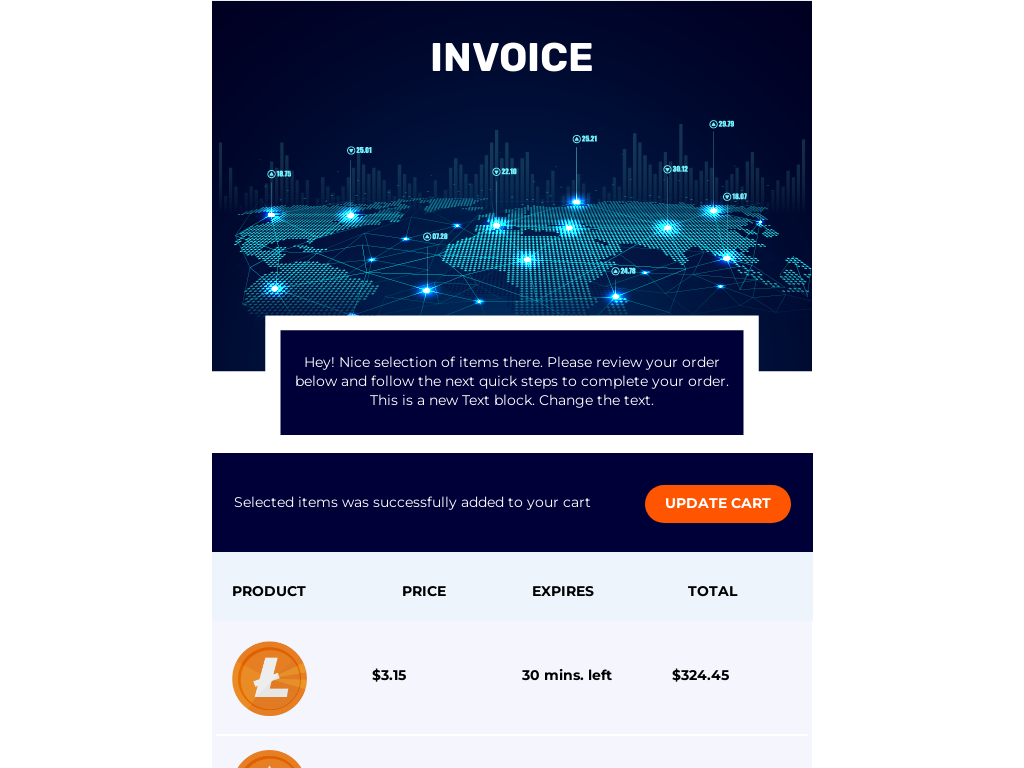 INVOICE
29.79
25.21
25.01
30.12
22.10
18.75
07.20
24.78
Hey! Nice selection of items there. Please review your order
below and follow the next quick steps to complete your order.
This is a new Text block. Change the text.
Selected items was successfully added to your cart
UPDATE CART
PRODUCT PRICE EXPIRES TOTAL
$3.15 30 mins. left $324.45